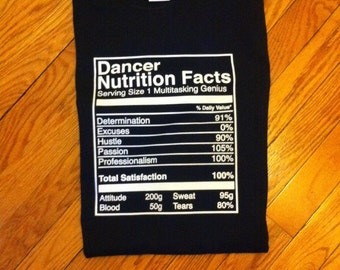 Dancer
Nutrition Facts
Serving Size 1 Multitasking Genius
% Daily Value*
Determination 91%
Excuses 0%
Hustle 90%
Passion 105%
Professionalism 100%
Total Satisfaction 100%
Attitude 200g Sweat 95g
Blood 50g Tears 80%